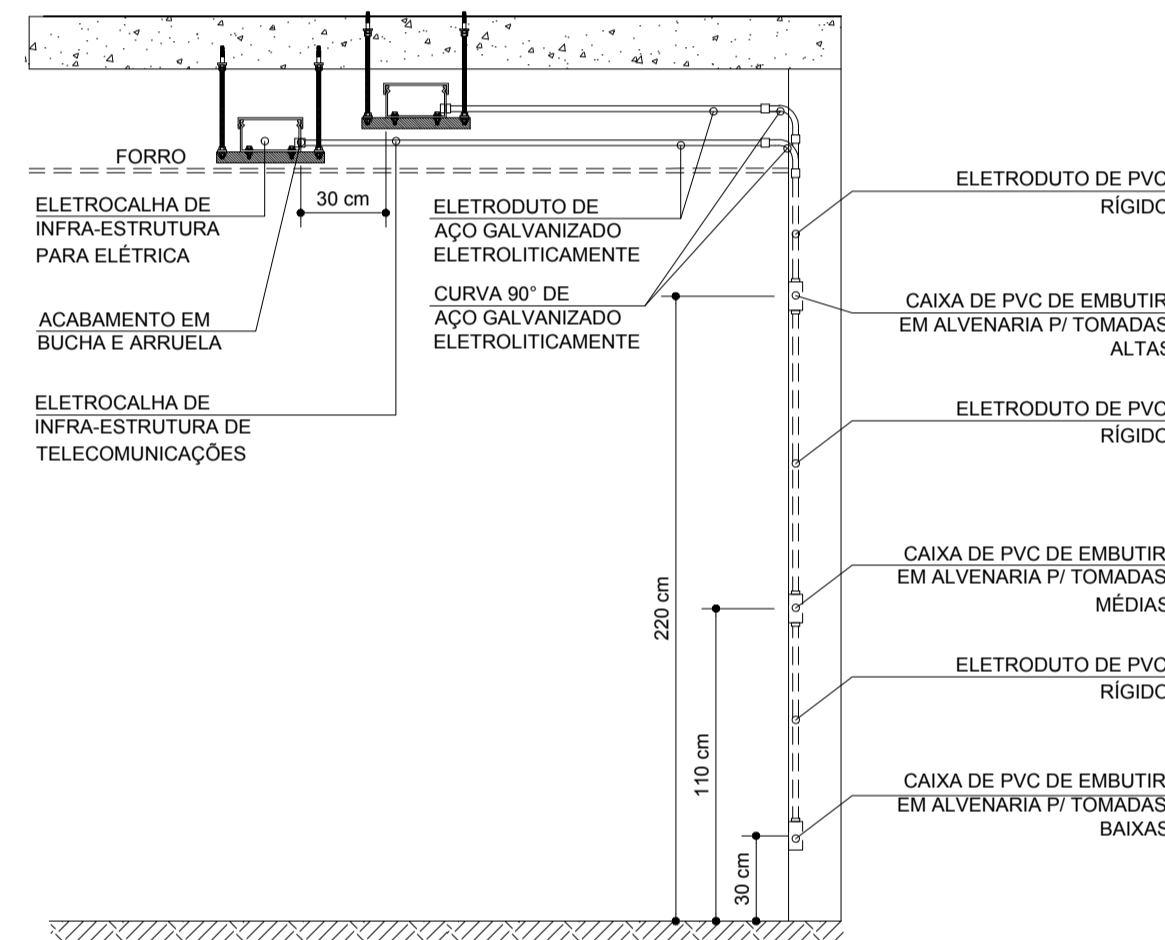 FORRO
ELETROCALHA DE
INFRA-ESTRUTURA
PARA ELÉTRICA
30 cm
ACABAMENTO EM
BUCHA E ARRUELA
ELETROCALHA DE
INFRA-ESTRUTURA DE
TELECOMUNICAÇÕES
ELETRODUTO DE
AÇO GALVANIZADO
ELETROLITICAMENTE
CURVA 90° DE
AÇO GALVANIZADO
ELETROLITICAMENTE
220 cm
110 cm
30 cm
ELETRODUTO DE PVC
RÍGIDO
CAIXA DE PVC DE EMBUTIR
EM ALVENARIA P/ TOMADAS
ALTAS
ELETRODUTO DE PVC
RÍGIDO
CAIXA DE PVC DE EMBUTIR
EM ALVENARIA P/ TOMADAS
MÉDIAS
ELETRODUTO DE PVC
RÍGIDO
CAIXA DE PVC DE EMBUTIR
EM ALVENARIA P/ TOMADAS
BAIXAS